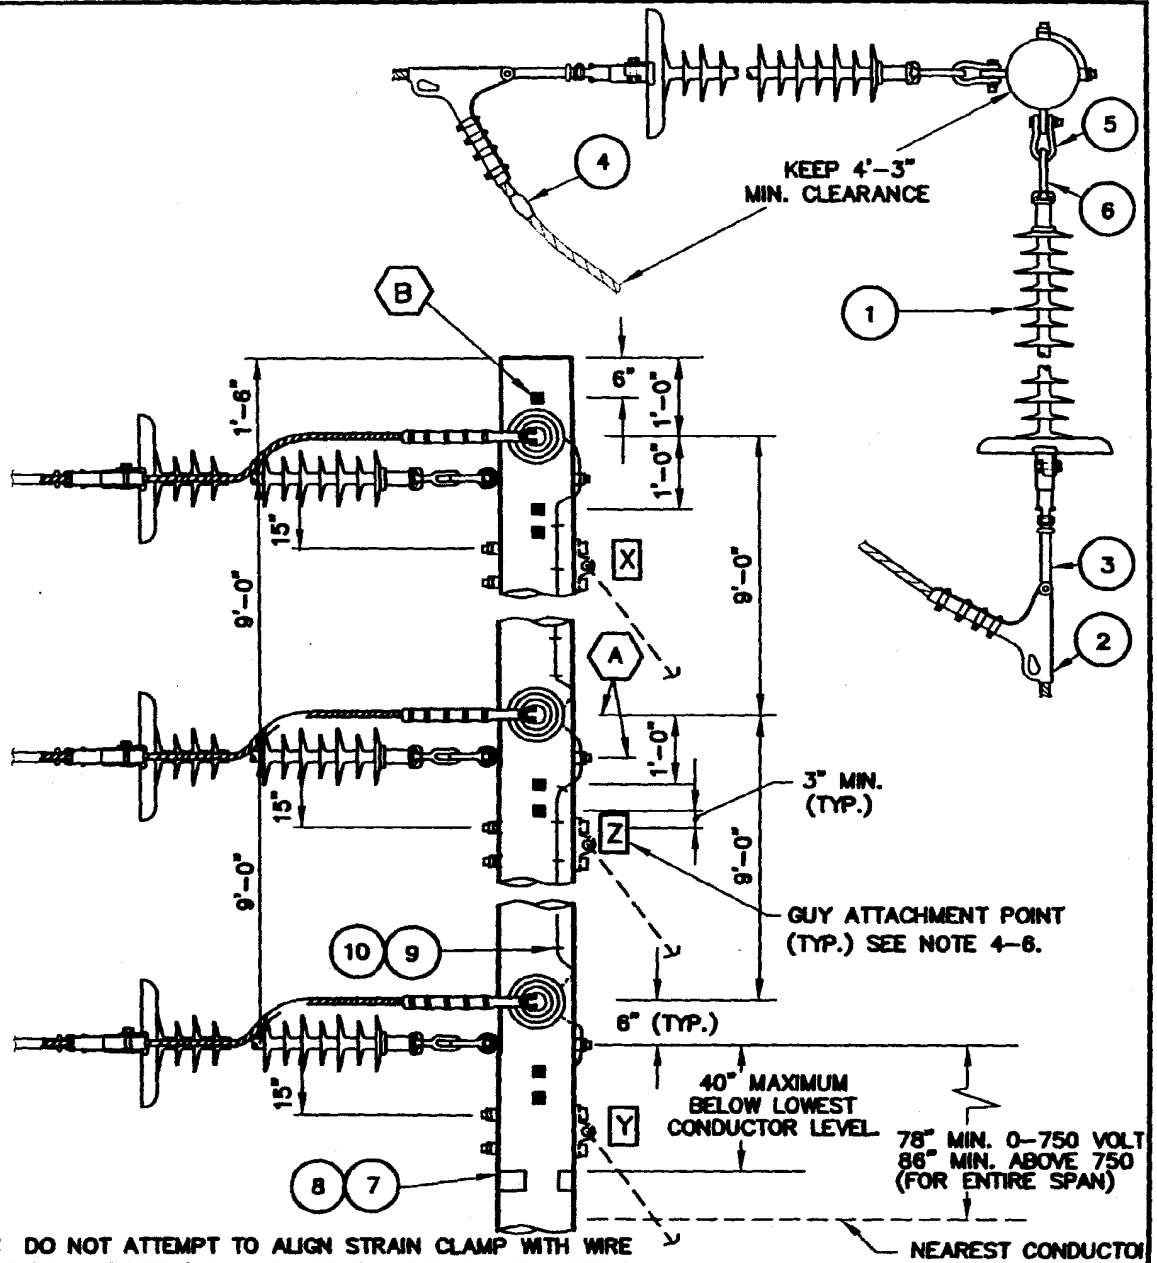 5
4
KEEP 4'-3"
MIN. CLEARANCE
6
B
1
6"
1'-0"
1'-6"
1'-0"
15"
X
3
9'-0"
9'-0"
A
2
1'-0"
3" MIN.
(TYP.)
15"
Z
9'-0"
9'-0"
GUY ATTACHMENT POINT
(TYP.) SEE NOTE 4-6.
10
9
6" (TYP.)
40" MAXIMUM
BELOW LOWEST
CONDUCTOR LEVEL.
15"
Y
78" MIN. 0-750 VOLT
86" MIN. ABOVE 750
(FOR ENTIRE SPAN)
8
7
DO NOT ATTEMPT TO ALIGN STRAIN CLAMP WITH WIRE
NEAREST CONDUCTO